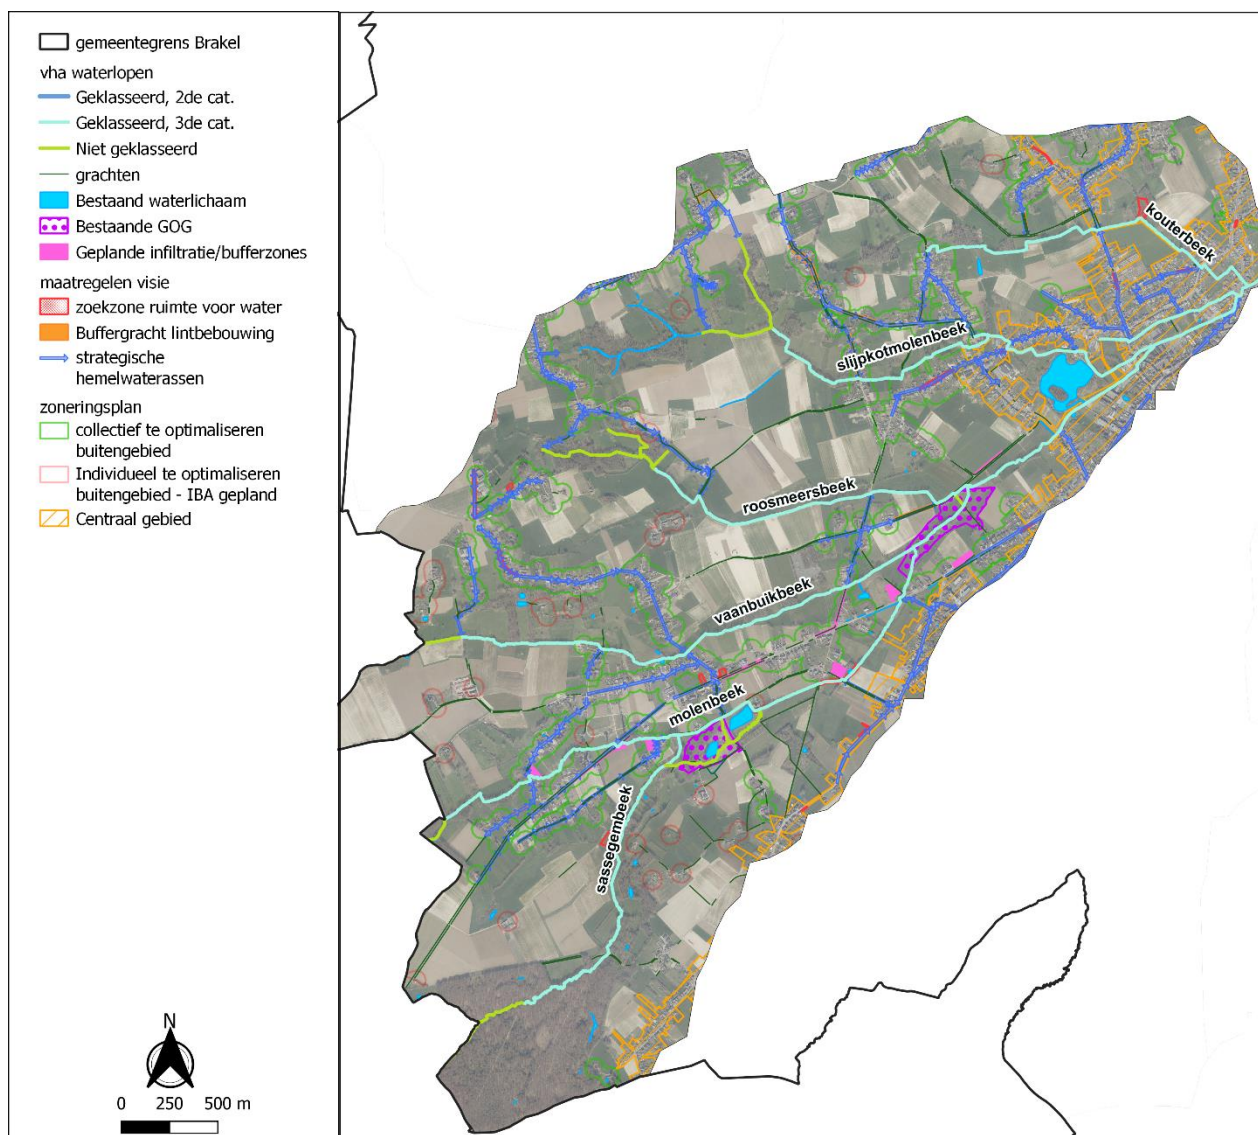 gemeentegrens Brakel
vha waterlopen
Geklasseerd, 2de cat.
Geklasseerd, 3de cat.
Niet geklasseerd
grachten
Bestaand waterlichaam
Bestaande GOG
Geplande infiltratie/bufferzones
maatregelen visie
zoekzone ruimte voor water
Buffergracht lintbebouwing
strategische
hemelwaterassen
zoneringsplan
collectief te optimaliseren
buitengebied
Individueel te optimaliseren
buitengebied - IBA gepland
Centraal gebied
N
0 250 500 m
kouterbeek
slijpkotmolenbeek
roosmeersbeek
vaanbuikbeek
molenbeek
sassegembeek